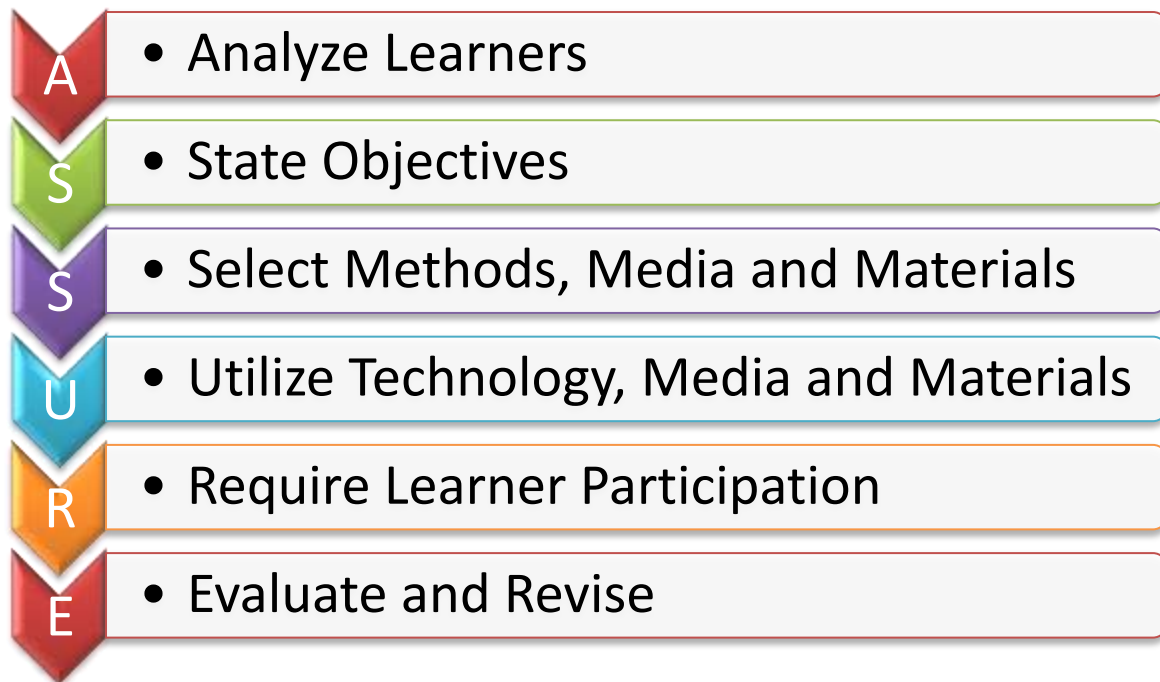 A • Analyze Learners
S • State Objectives
S • Select Methods, Media and Materials
U • Utilize Technology, Media and Materials
R • Require Learner Participation
E • Evaluate and Revise